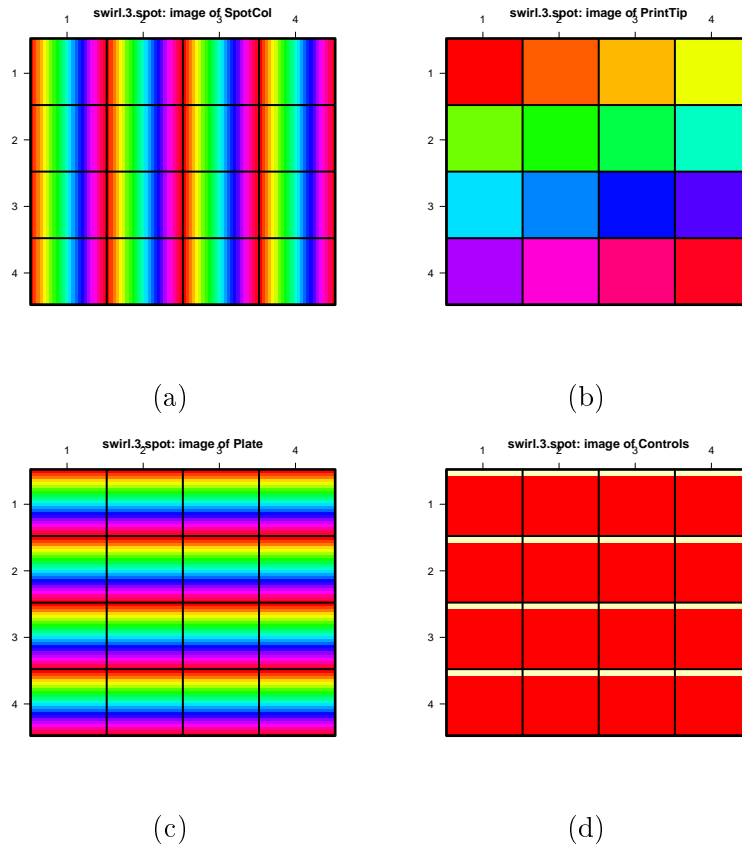 swirl.3.spot: image of SpotCol
1 2 3 4
1
2
3
4
(a)
swirl.3.spot: image of PrintTip
1 2 3 4
1
2
3
4
(b)
swirl.3.spot: image of Plate
1 2 3 4
1
2
3
4
(c)
swirl.3.spot: image of Controls
1 2 3 4
1
2
3
4
(d)